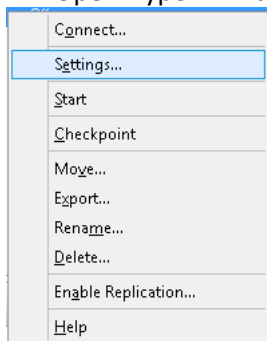 Connect...
Settings...
Start
Checkpoint
Move...
Export...
Rename...
Delete...
Enable Replication...
Help